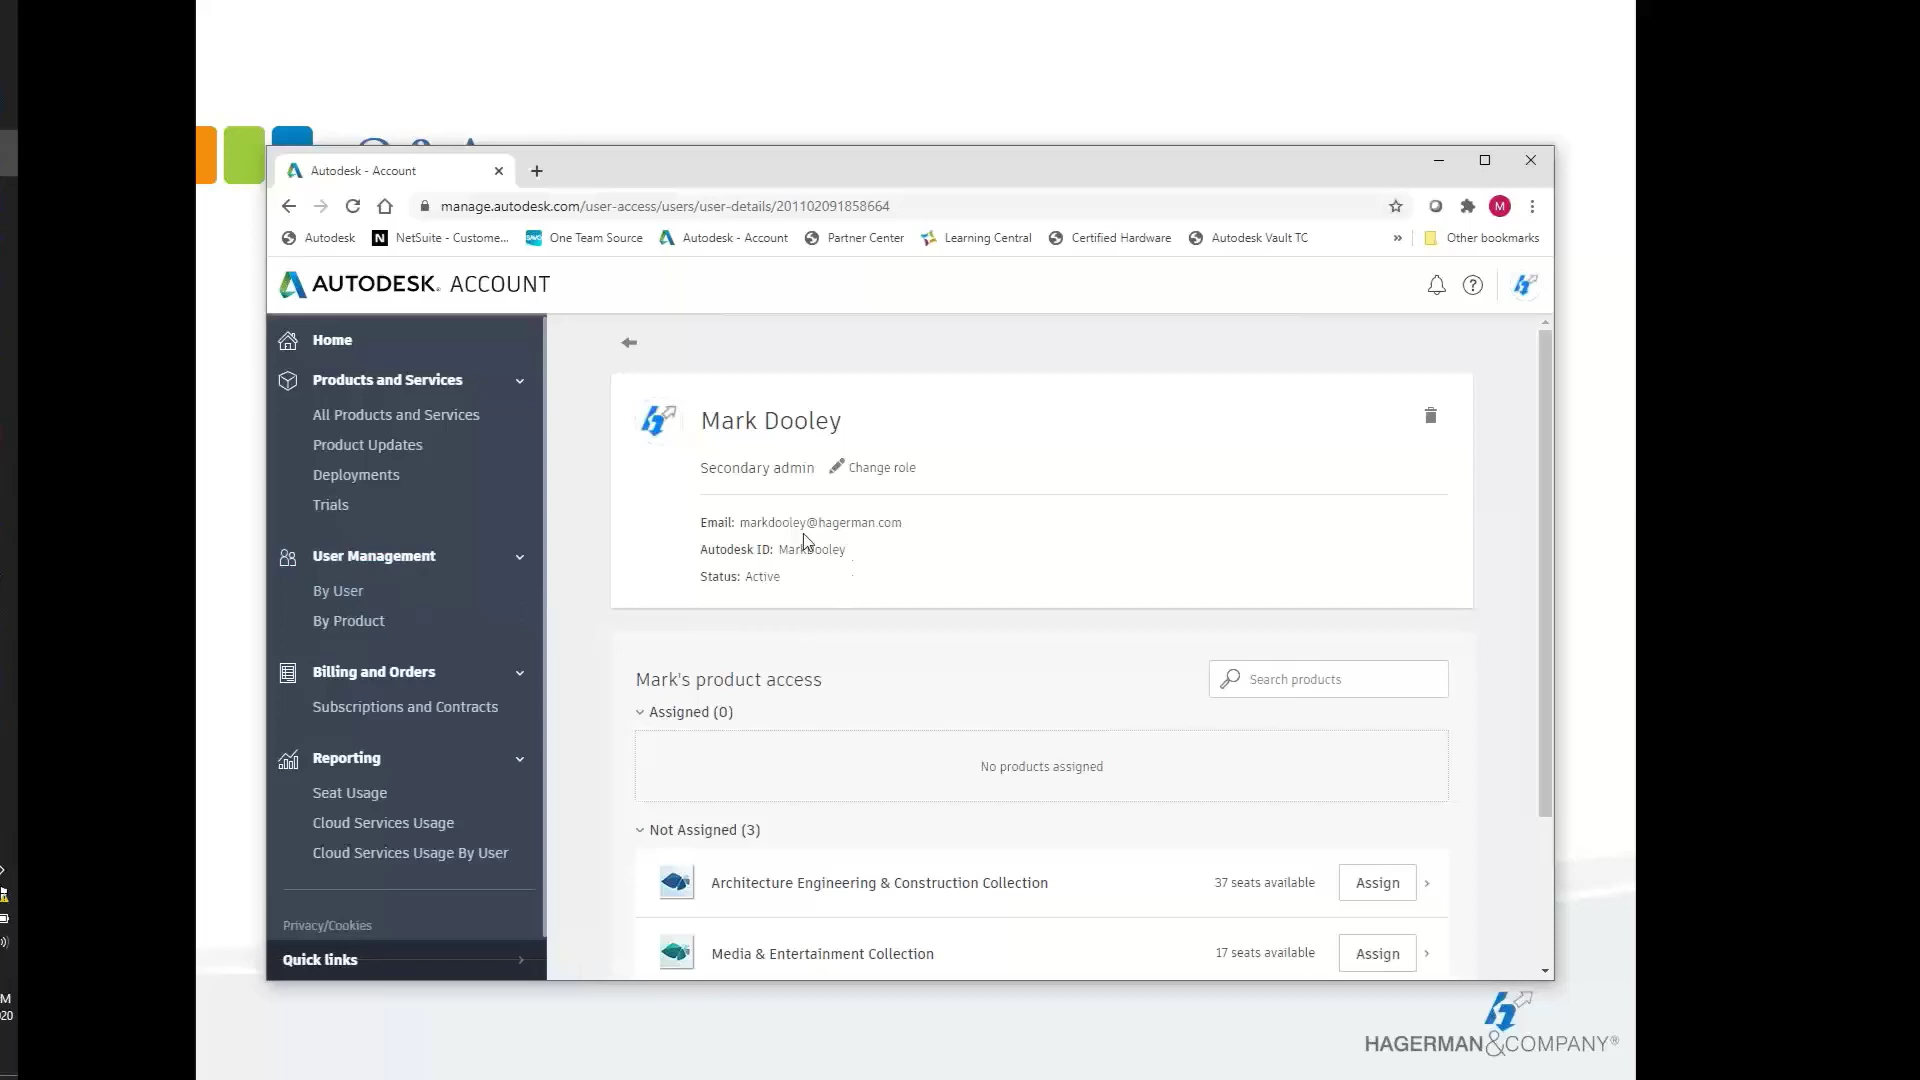 Autodesk - Account
manage.autodesk.com/user-access/users/user-details/201102091858664
M
Autodesk
N NetSuite - Custome...
SAVO One Team Source
Autodesk - Account
Partner Center
Learning Central
Certified Hardware
Autodesk Vault TC
»
Other bookmarks
AUTODESK. ACCOUNT
Home
Products and Services
All Products and Services
Product Updates
Deployments
Trials
User Management
By User
By Product
Billing and Orders
Subscriptions and Contracts
Reporting
Seat Usage
Cloud Services Usage
Cloud Services Usage By User
Privacy/Cookies
Quick links
Mark Dooley
Secondary admin Change role
Email: markdooley@hagerman.com
Autodesk ID: MarkDooley
Status: Active
Mark's product access
Search products
Assigned (0)
No products assigned
Not Assigned (3)
Architecture Engineering & Construction Collection 37 seats available Assign
Media & Entertainment Collection 17 seats available Assign
HAGERMAN&COMPANY®
M
020